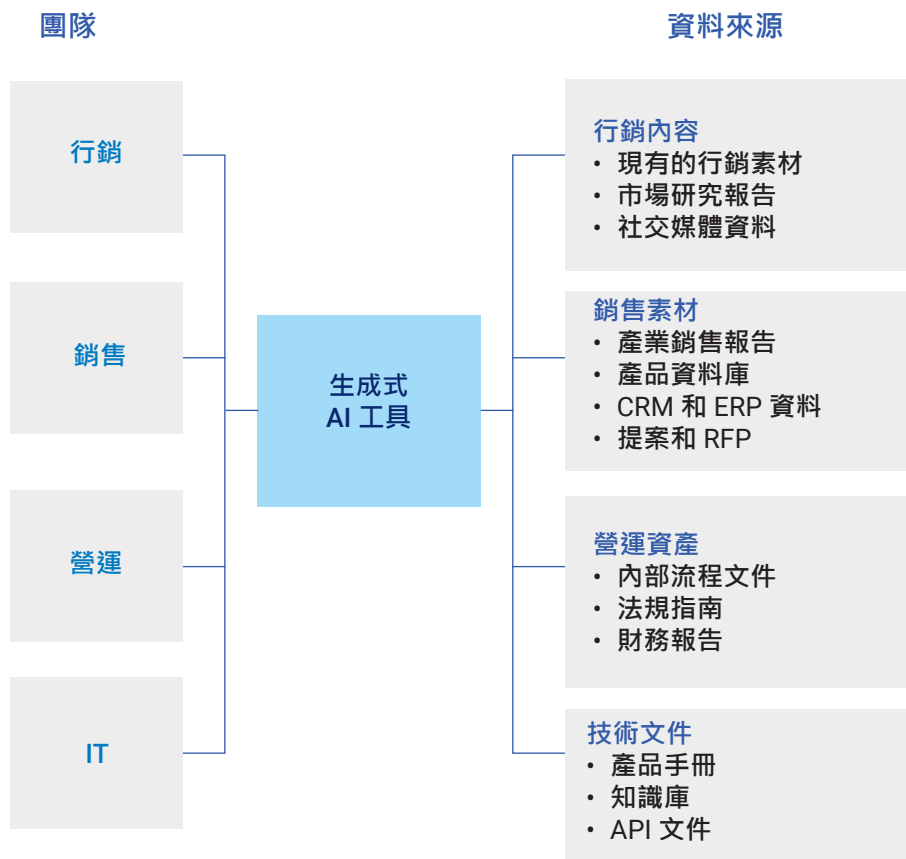 團隊
資料來源
行銷
銷售
營運
IT
生成式
AI 工具
行銷內容
• 現有的行銷素材
• 市場研究報告
• 社交媒體資料
銷售素材
• 產業銷售報告
• 產品資料庫
• CRM 和 ERP 資料
• 提案和 RFP
營運資產
• 內部流程文件
• 法規指南
• 財務報告
技術文件
• 產品手冊
• 知識庫
• API 文件